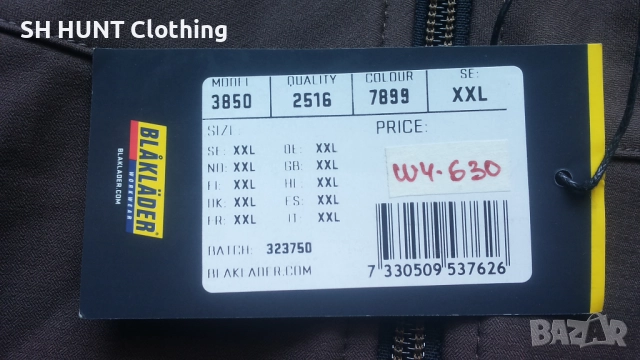 SH HUNT Clothing
BLÅKLÄDER
WORKWEAR
BLAKLADER.COM
MODEL QUALITY COLOUR SE:
3850 2516 7899 XXL
SIZE: PRICE:
SE: XXL DE: XXL
NO: XXL GB: XXL
FI: XXL NL: XXL
DK: XXL ES: XXL
FR: XXL IT: XXL
W4-630
BATCH: 323750
BLAKLADER.COM
7 330509 537626
BAZAR